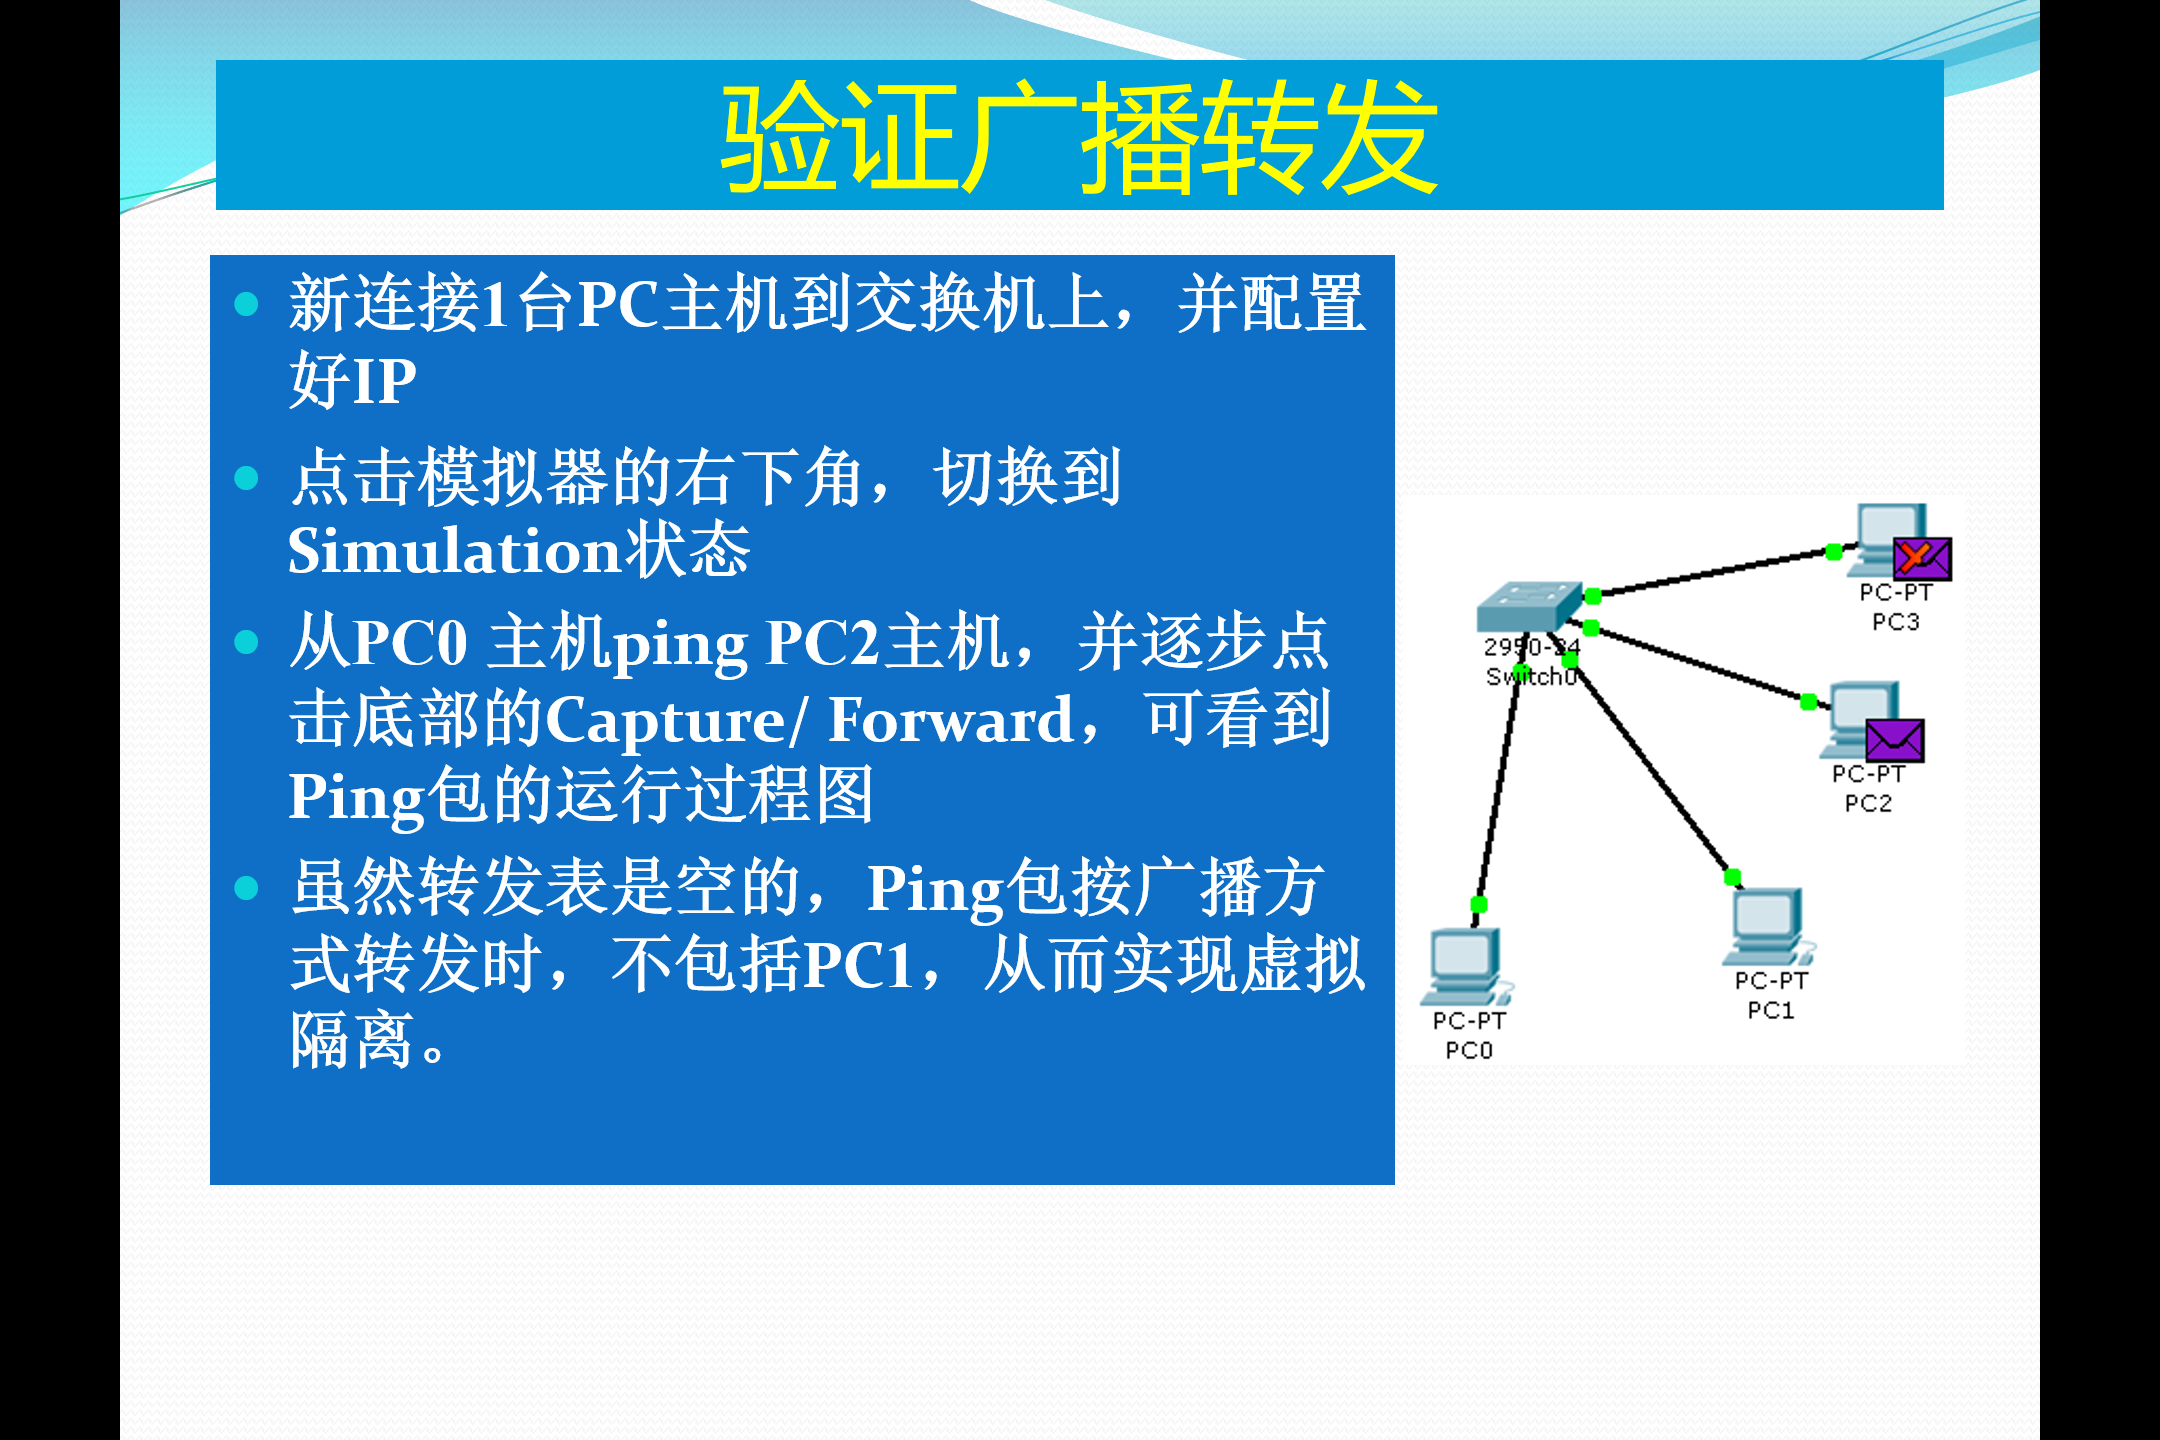 验证广播转发
新连接1台PC主机到交换机上，并配置
好IP
点击模拟器的右下角，切换到
Simulation状态
从PC0 主机ping PC2主机，并逐步点
击底部的Capture/ Forward，可看到
Ping包的运行过程图
虽然转发表是空的，Ping包按广播方
式转发时，不包括PC1，从而实现虚拟
隔离。
PC-PT
PC3
2950-24
Switch0
PC-PT
PC2
PC-PT
PC1
PC-PT
PC0